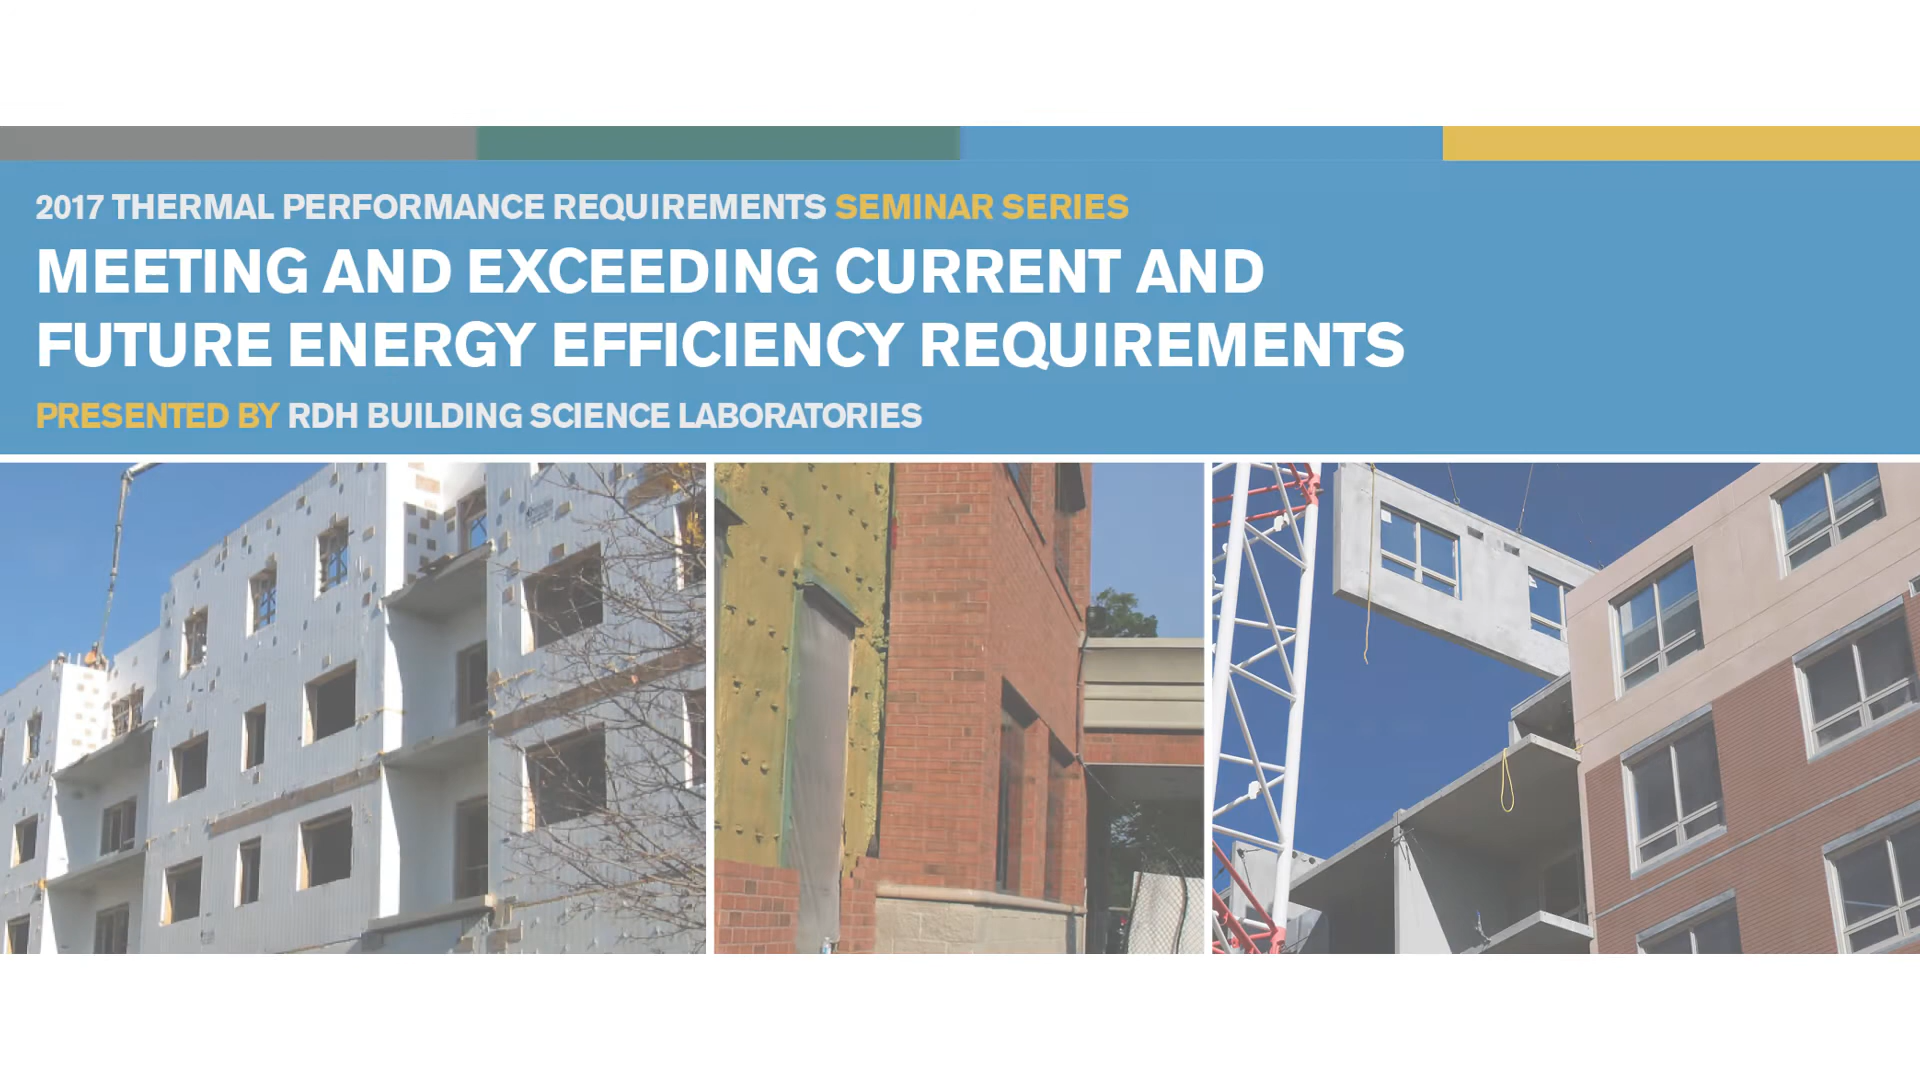 2017 THERMAL PERFORMANCE REQUIREMENTS SEMINAR SERIES
MEETING AND EXCEEDING CURRENT AND
FUTURE ENERGY EFFICIENCY REQUIREMENTS
PRESENTED BY RDH BUILDING SCIENCE LABORATORIES